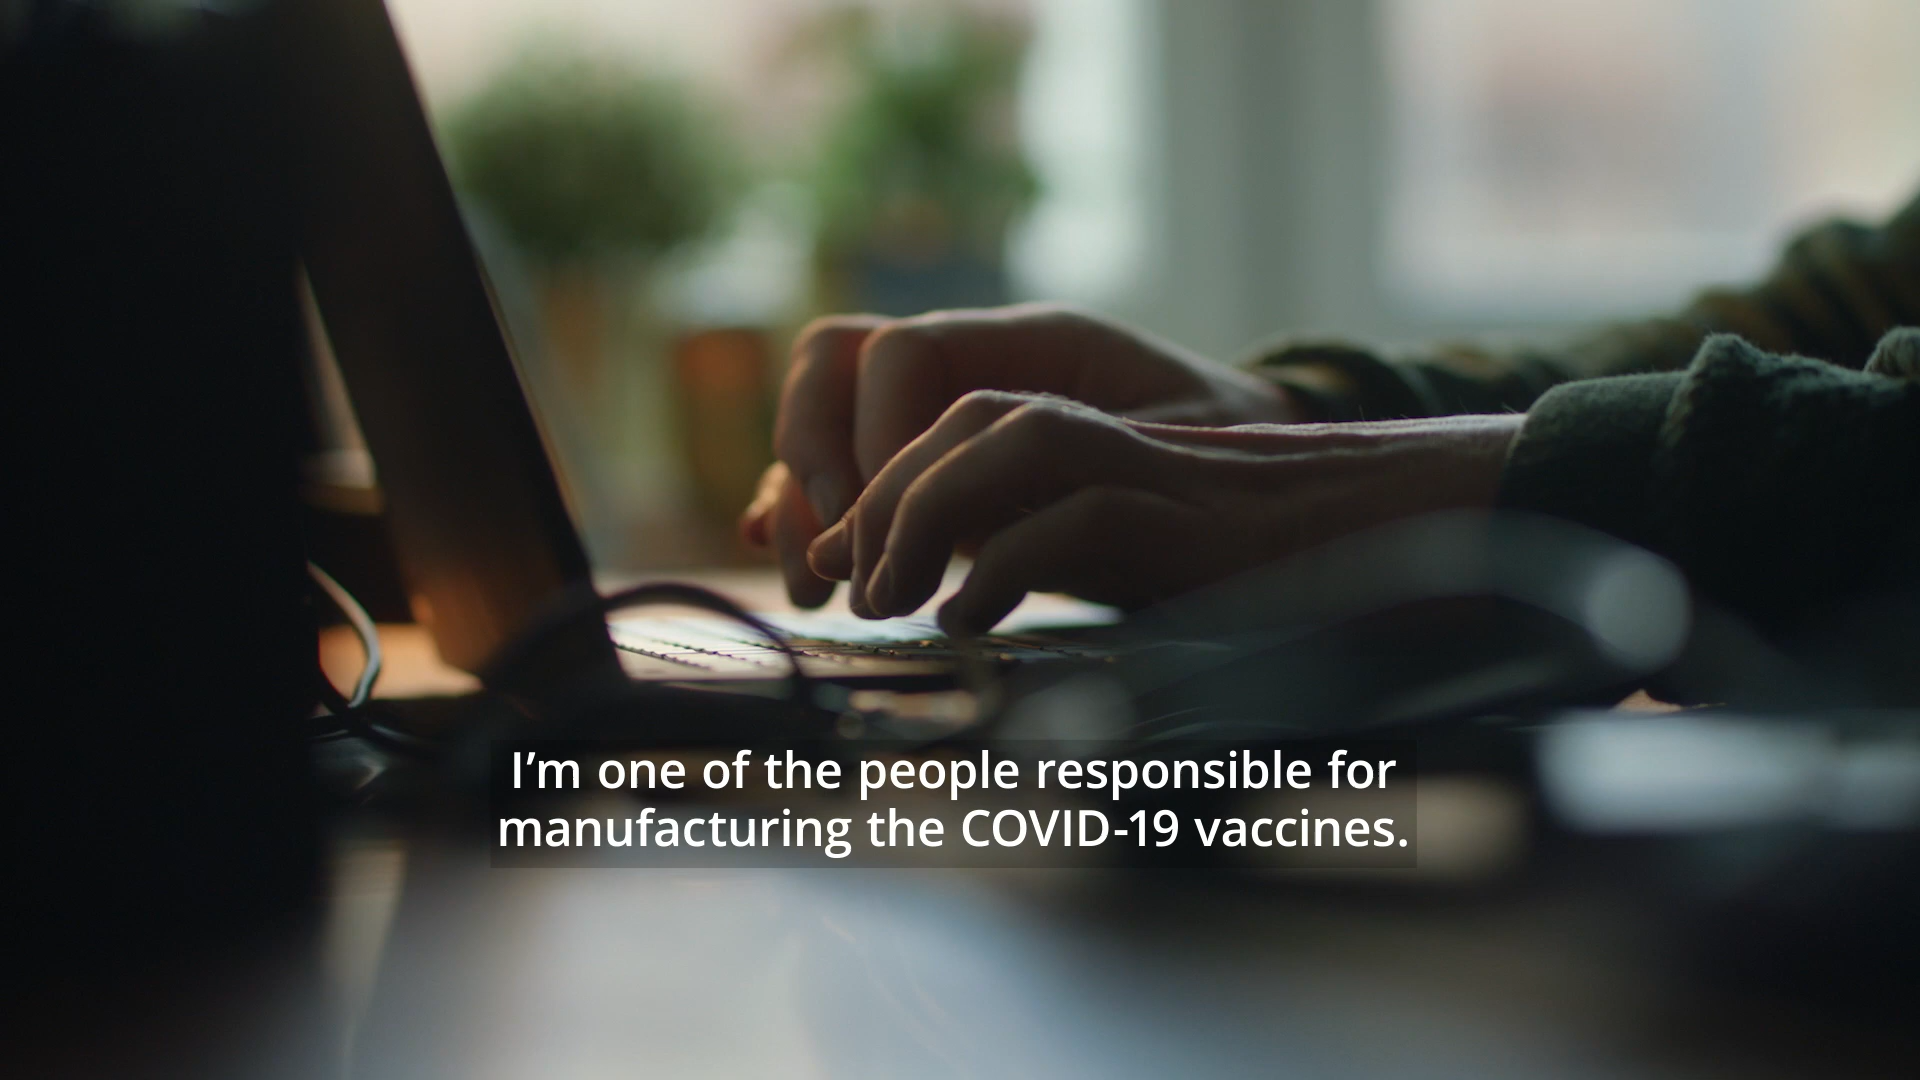 I’m one of the people responsible for
manufacturing the COVID-19 vaccines.